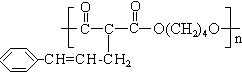 O O
C C O(CH₂)₄O n
CH=CH-CH₂